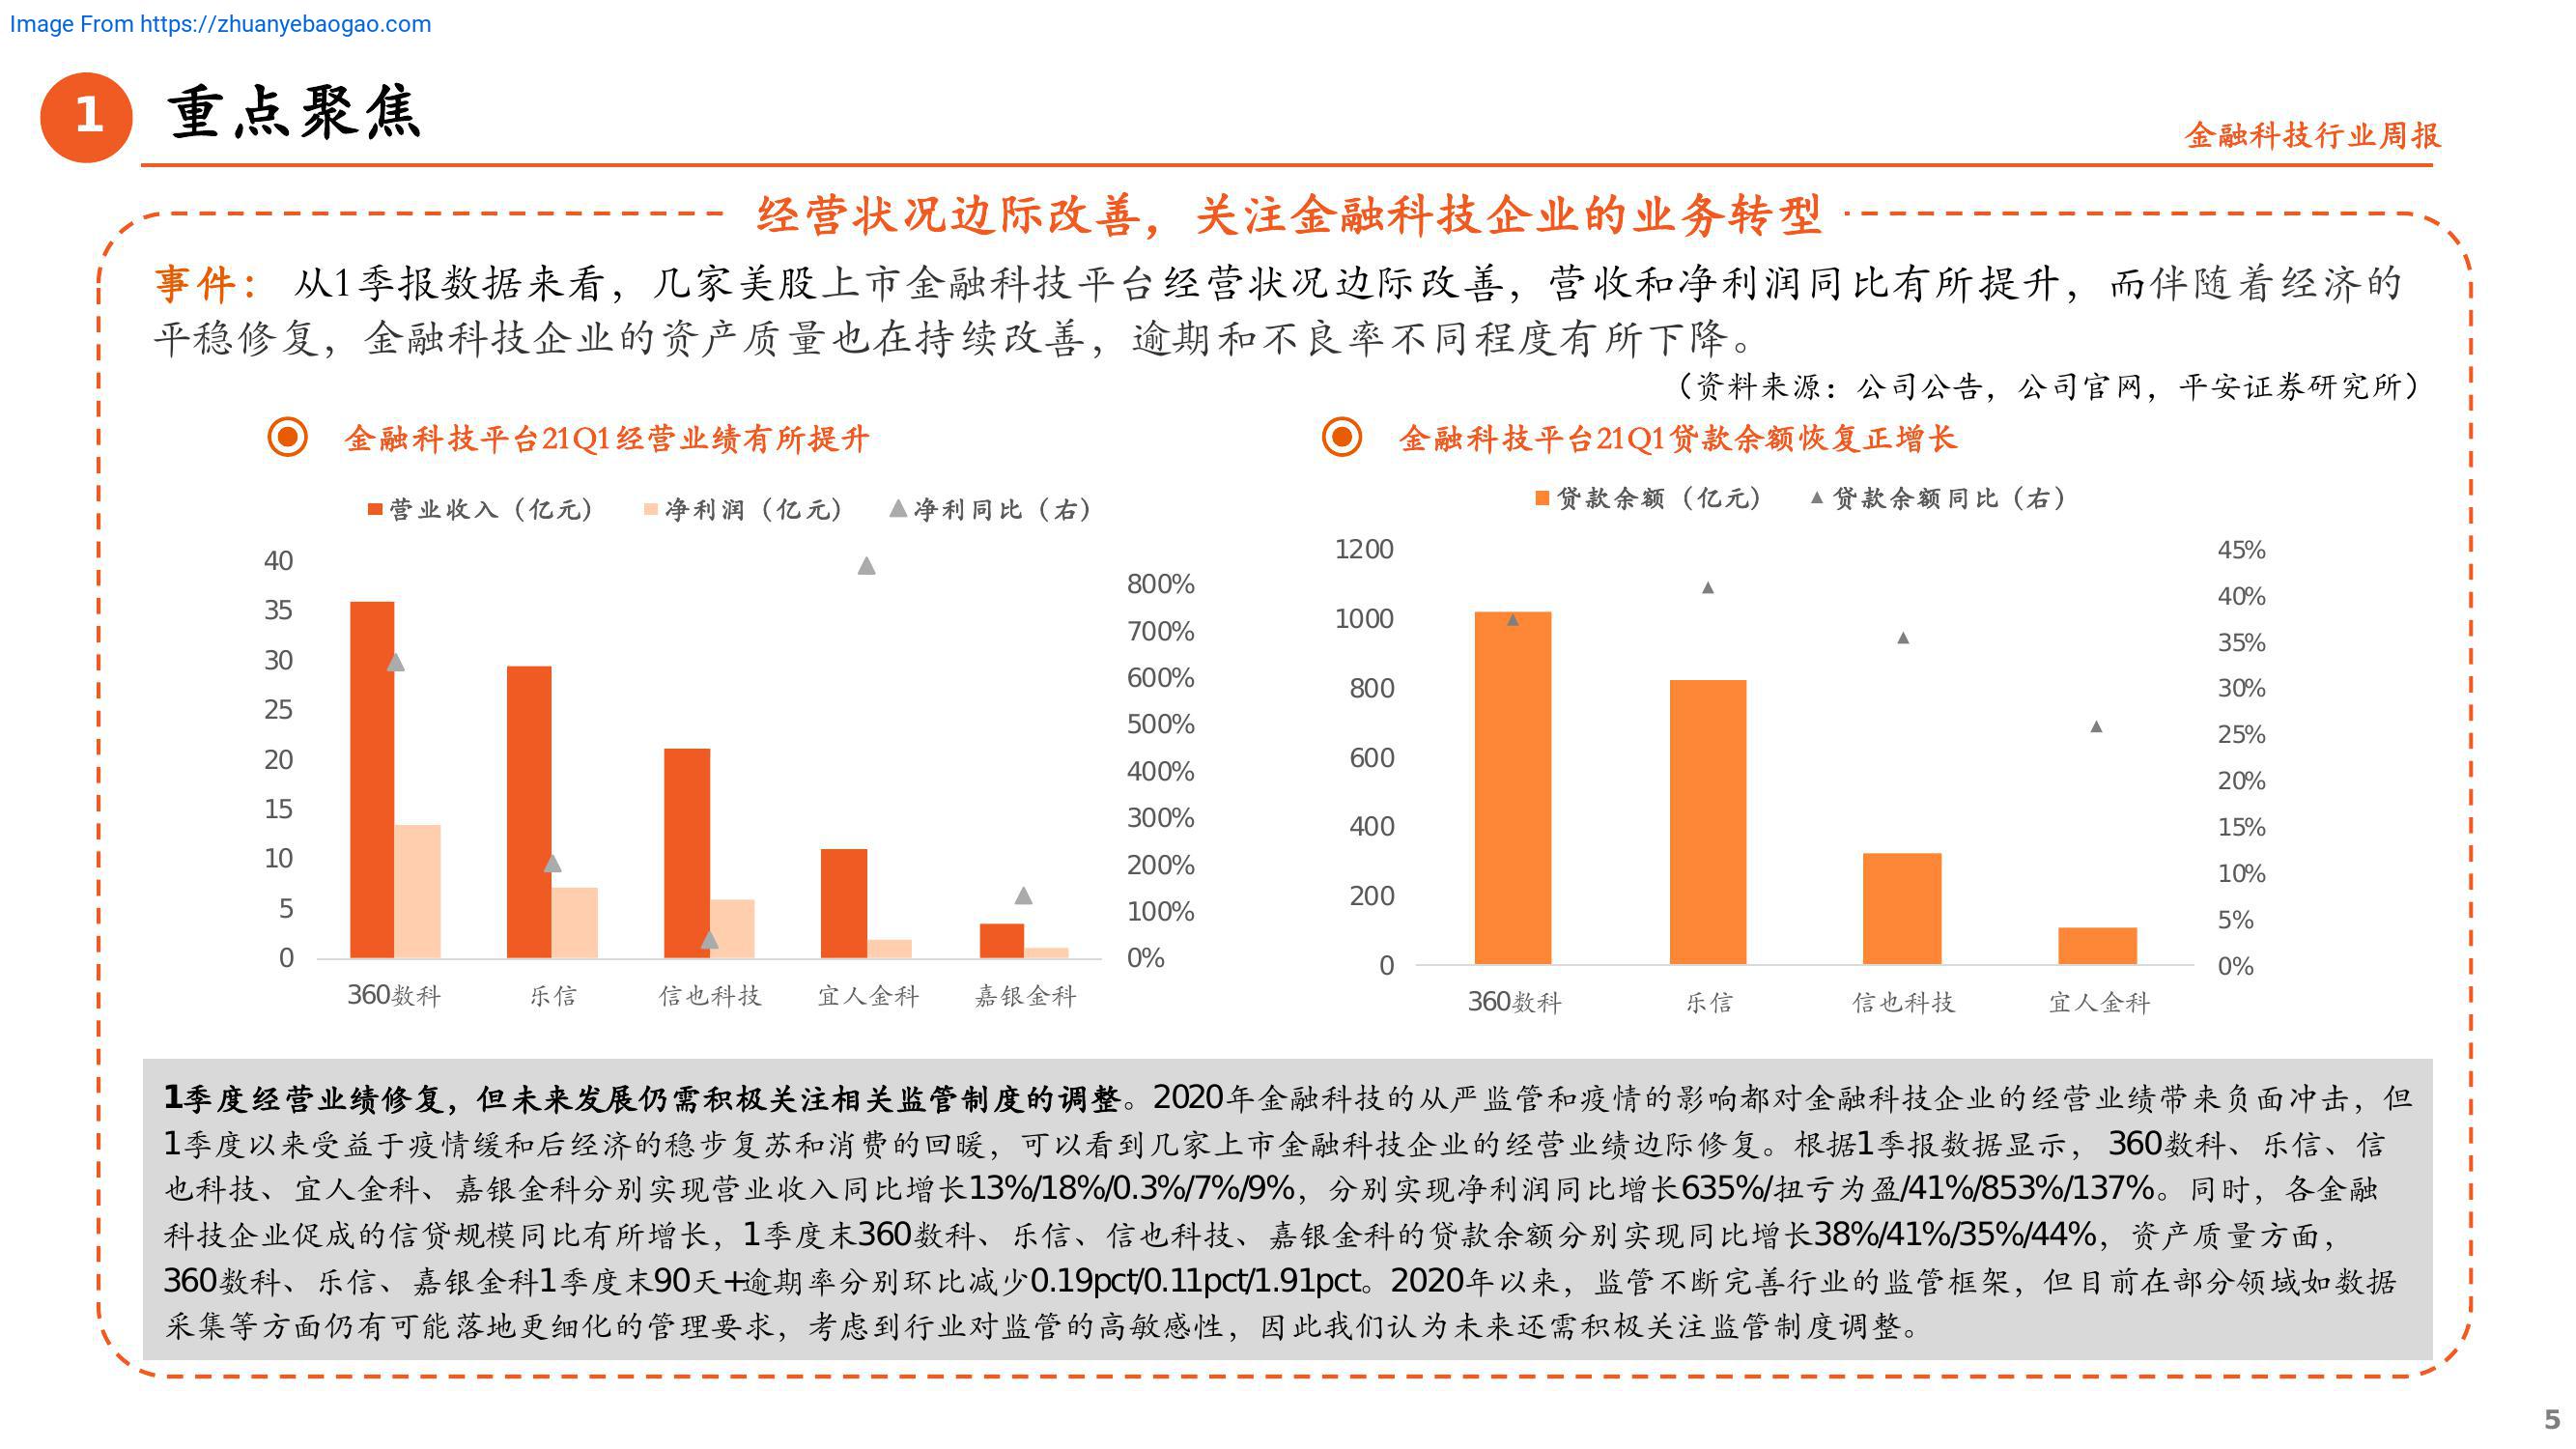 Image From https://zhuanyebaogao.com
1
重点聚焦
金融科技行业周报
经营状况边际改善，关注金融科技企业的业务转型
事件： 从1季报数据来看，几家美股上市金融科技平台经营状况边际改善，营收和净利润同比有所提升，而伴随着经济的
平稳修复，金融科技企业的资产质量也在持续改善，逾期和不良率不同程度有所下降。
（资料来源：公司公告，公司官网，平安证券研究所）
金融科技平台21Q1经营业绩有所提升
营业收入（亿元） 净利润（亿元） 净利同比（右）
40
35
30
25
20
15
10
5
0
800%
700%
600%
500%
400%
300%
200%
100%
0%
360数科 乐信 信也科技 宜人金科 嘉银金科
金融科技平台21Q1贷款余额恢复正增长
贷款余额（亿元） 贷款余额同比（右）
1200
1000
800
600
400
200
0
45%
40%
35%
30%
25%
20%
15%
10%
5%
0%
360数科 乐信 信也科技 宜人金科
1季度经营业绩修复，但未来发展仍需积极关注相关监管制度的调整。2020年金融科技的从严监管和疫情的影响都对金融科技企业的经营业绩带来负面冲击，但
1季度以来受益于疫情缓和后经济的稳步复苏和消费的回暖，可以看到几家上市金融科技企业的经营业绩边际修复。根据1季报数据显示， 360数科、乐信、信
也科技、宜人金科、嘉银金科分别实现营业收入同比增长13%/18%/0.3%/7%/9%，分别实现净利润同比增长635%/扭亏为盈/41%/853%/137%。同时，各金融
科技企业促成的信贷规模同比有所增长，1季度末360数科、乐信、信也科技、嘉银金科的贷款余额分别实现同比增长38%/41%/35%/44%，资产质量方面，
360数科、乐信、嘉银金科1季度末90天+逾期率分别环比减少0.19pct/0.11pct/1.91pct。2020年以来，监管不断完善行业的监管框架，但目前在部分领域如数据
采集等方面仍有可能落地更细化的管理要求，考虑到行业对监管的高敏感性，因此我们认为未来还需积极关注监管制度调整。
5